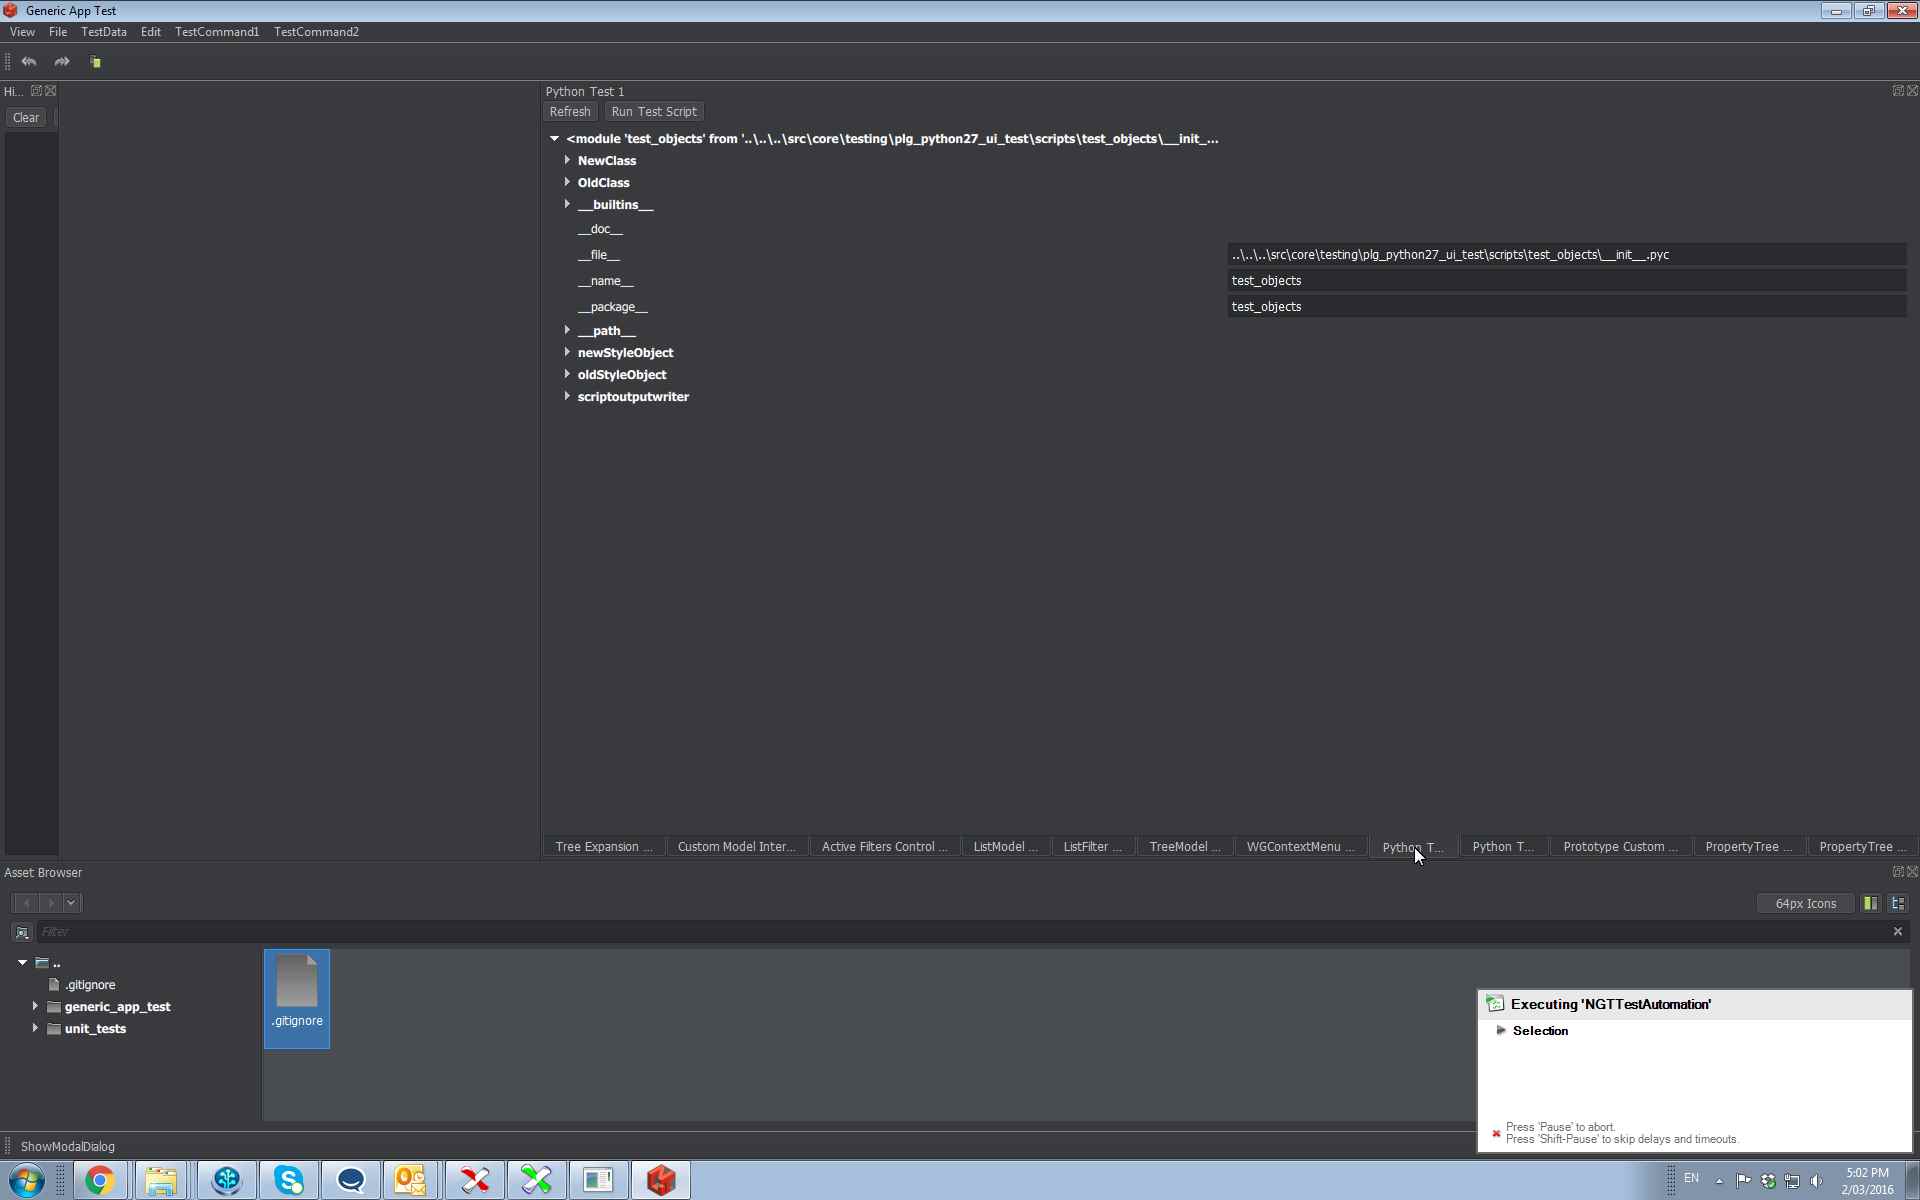 Generic App Test
View File TestData Edit TestCommand1 TestCommand2
Hi...
Clear
Python Test 1
Refresh Run Test Script
<module 'test_objects' from '..\..\..\src\core\testing\plg_python27_ui_test\scripts\test_objects\__init_...
NewClass
OldClass
__builtins__
__doc__
__file__ ..\..\..\src\core\testing\plg_python27_ui_test\scripts\test_objects\__init__.pyc
__name__ test_objects
__package__ test_objects
__path__
newStyleObject
oldStyleObject
scriptoutputwriter
Tree Expansion ... Custom Model Inter... Active Filters Control ... ListModel ... ListFilter ... TreeModel ... WGContextMenu ... Python T... Python T... Prototype Custom ... PropertyTree ... PropertyTree ...
Asset Browser
64px Icons
Filter
..
.gitignore
generic_app_test
unit_tests
.gitignore
Executing 'NGTTestAutomation'
Selection
Press 'Pause' to abort.
Press 'Shift-Pause' to skip delays and timeouts.
ShowModalDialog
EN
5:02 PM
2/03/2016